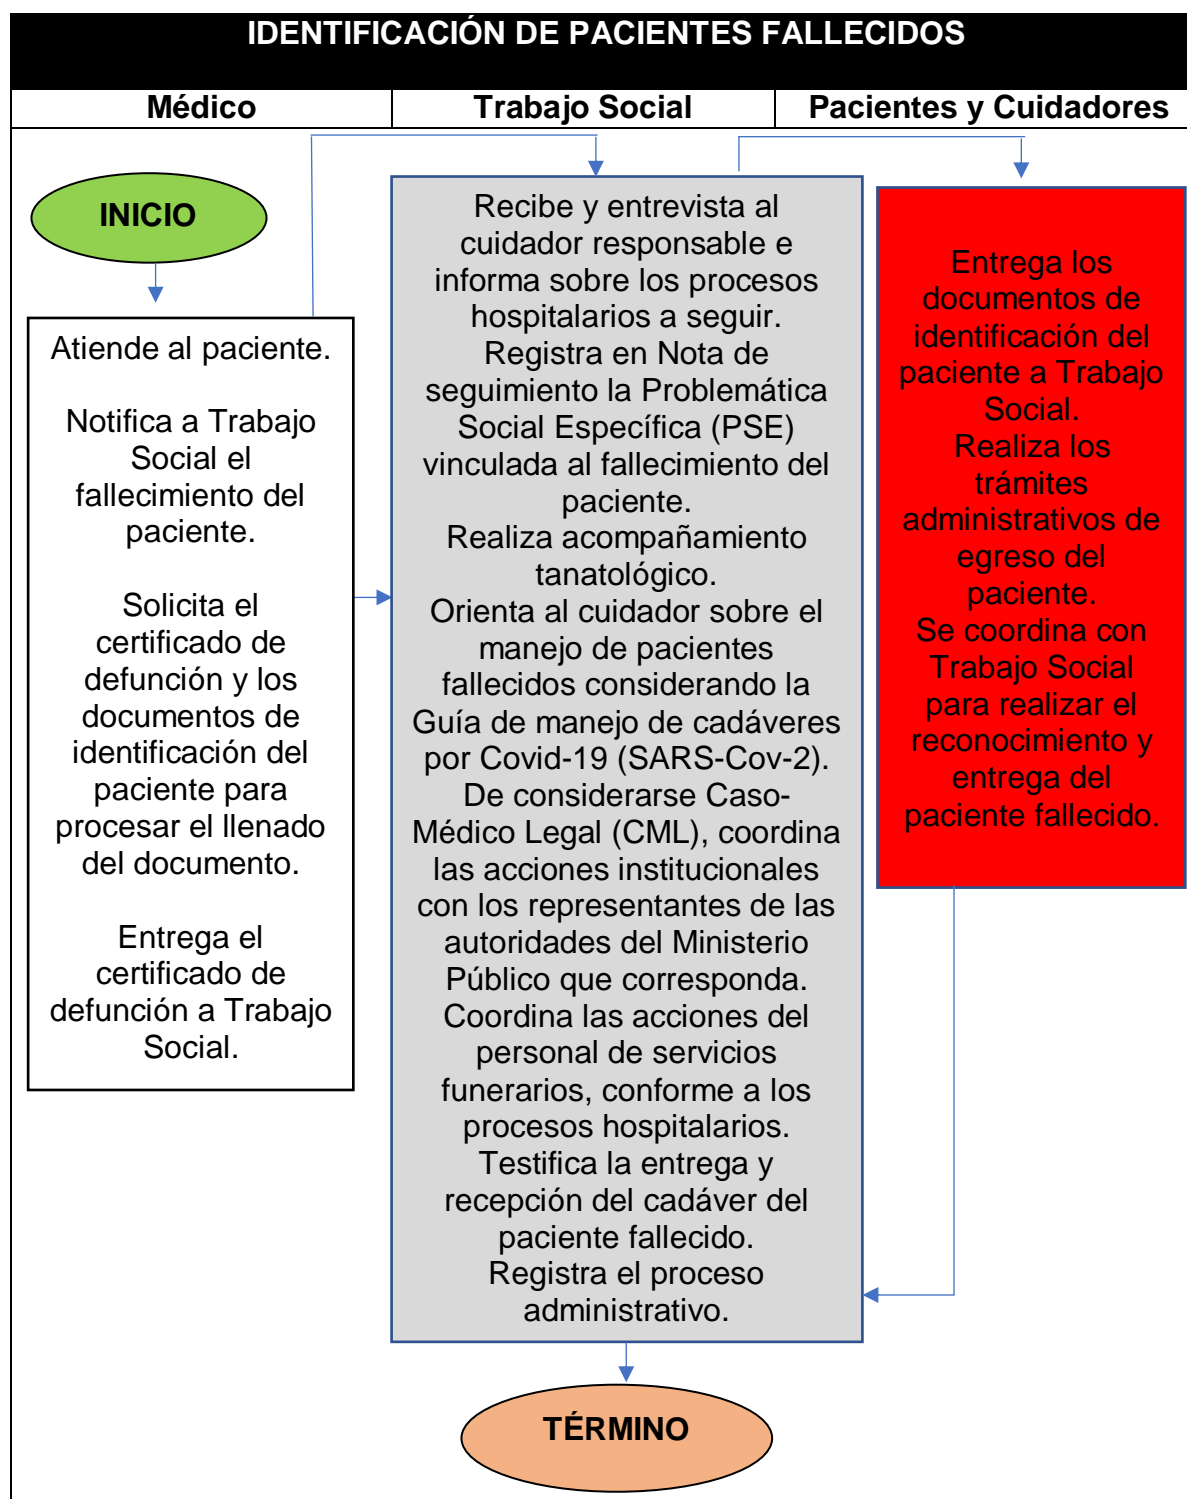 IDENTIFICACIÓN DE PACIENTES FALLECIDOS
Médico
Trabajo Social
Pacientes y Cuidadores
INICIO
Atiende al paciente.
Notifica a Trabajo
Social el
fallecimiento del
paciente.
Solicita el
certificado de
defunción y los
documentos de
identificación del
paciente para
procesar el llenado
del documento.
Entrega el
certificado de
defunción a Trabajo
Social.
Recibe y entrevista al
cuidador responsable e
informa sobre los procesos
hospitalarios a seguir.
Registra en Nota de
seguimiento la Problemática
Social Específica (PSE)
vinculada al fallecimiento del
paciente.
Realiza acompañamiento
tanatológico.
Orienta al cuidador sobre el
manejo de pacientes
fallecidos considerando la
Guía de manejo de cadáveres
por Covid-19 (SARS-Cov-2).
De considerarse Caso-
Médico Legal (CML), coordina
las acciones institucionales
con los representantes de las
autoridades del Ministerio
Público que corresponda.
Coordina las acciones del
personal de servicios
funerarios, conforme a los
procesos hospitalarios.
Testifica la entrega y
recepción del cadáver del
paciente fallecido.
Registra el proceso
administrativo.
Entrega los
documentos de
identificación del
paciente a Trabajo
Social.
Realiza los
trámites
administrativos de
egreso del
paciente.
Se coordina con
Trabajo Social
para realizar el
reconocimiento y
entrega del
paciente fallecido.
TÉRMINO